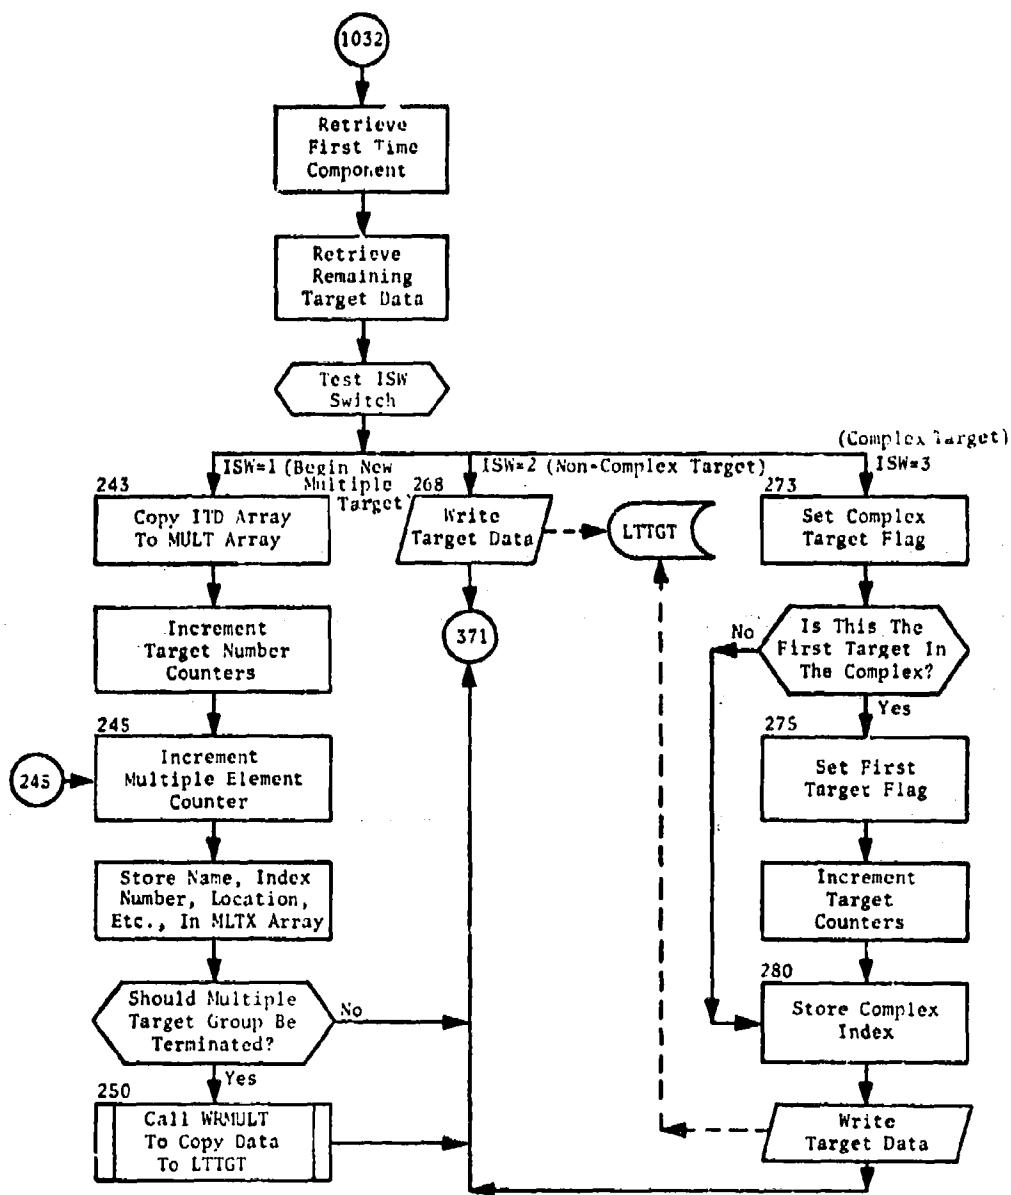 1032
Retrieve
First Time
Component
Retrieve
Remaining
Target Data
Test ISW
Switch
ISW=1 (Begin New
Multiple
Target)
ISW=2 (Non-Complex Target)
(Complex Target)
ISW=3
243
Copy ITD Array
To MULT Array
268
Write
Target Data
LTTGT
273
Set Complex
Target Flag
Increment
Target Number
Counters
371
No
Is This The
First Target In
The Complex?
Yes
245
245
Increment
Multiple Element
Counter
275
Set First
Target Flag
Store Name, Index
Number, Location,
Etc., In MLTX Array
Increment
Target
Counters
Should Multiple
Target Group Be
Terminated?
No
Yes
280
Store Complex
Index
250
Call WRMULT
To Copy Data
To LTTGT
Write
Target Data